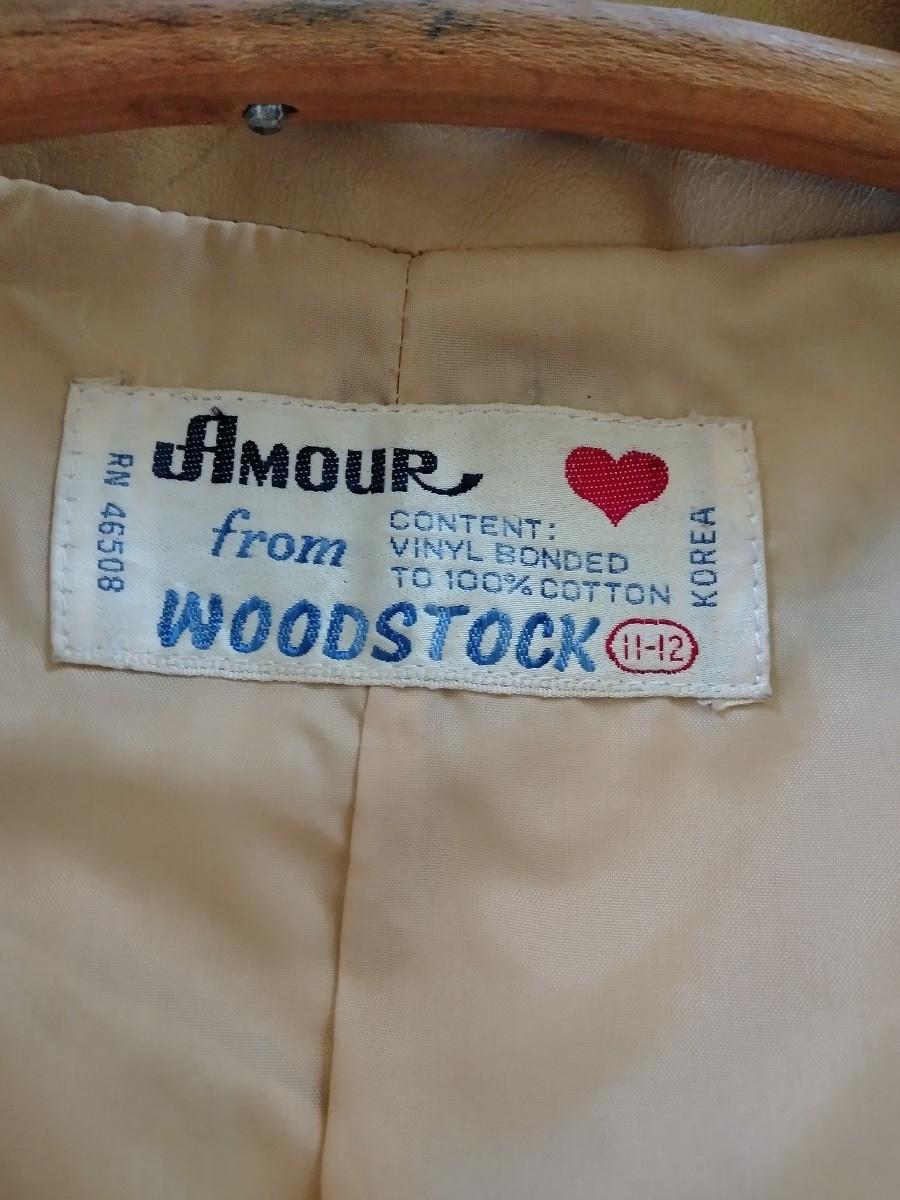 RN 46508
AMOUR
from
CONTENT:
VINYL BONDED
TO 100% COTTON
WOODSTOCK
11-12
KOREA